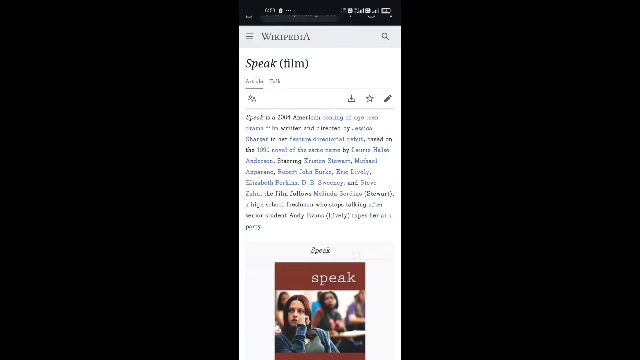 6:53
WIKIPEDIA
Speak (film)
Article Talk
Speak is a 2004 American coming of age teen
drama film written and directed by Jessica
Sharzer in her feature directorial debut, based on
the 1999 novel of the same name by Laurie Halse
Anderson. Starring Kristen Stewart, Michael
Angarano, Robert John Burke, Eric Lively,
Elizabeth Perkins, D. B. Sweeney, and Steve
Zahn, the film follows Melinda Sordino (Stewart),
a high school freshman who stops talking after
senior student Andy Evans (Lively) rapes her at a
party.
Speak
speak